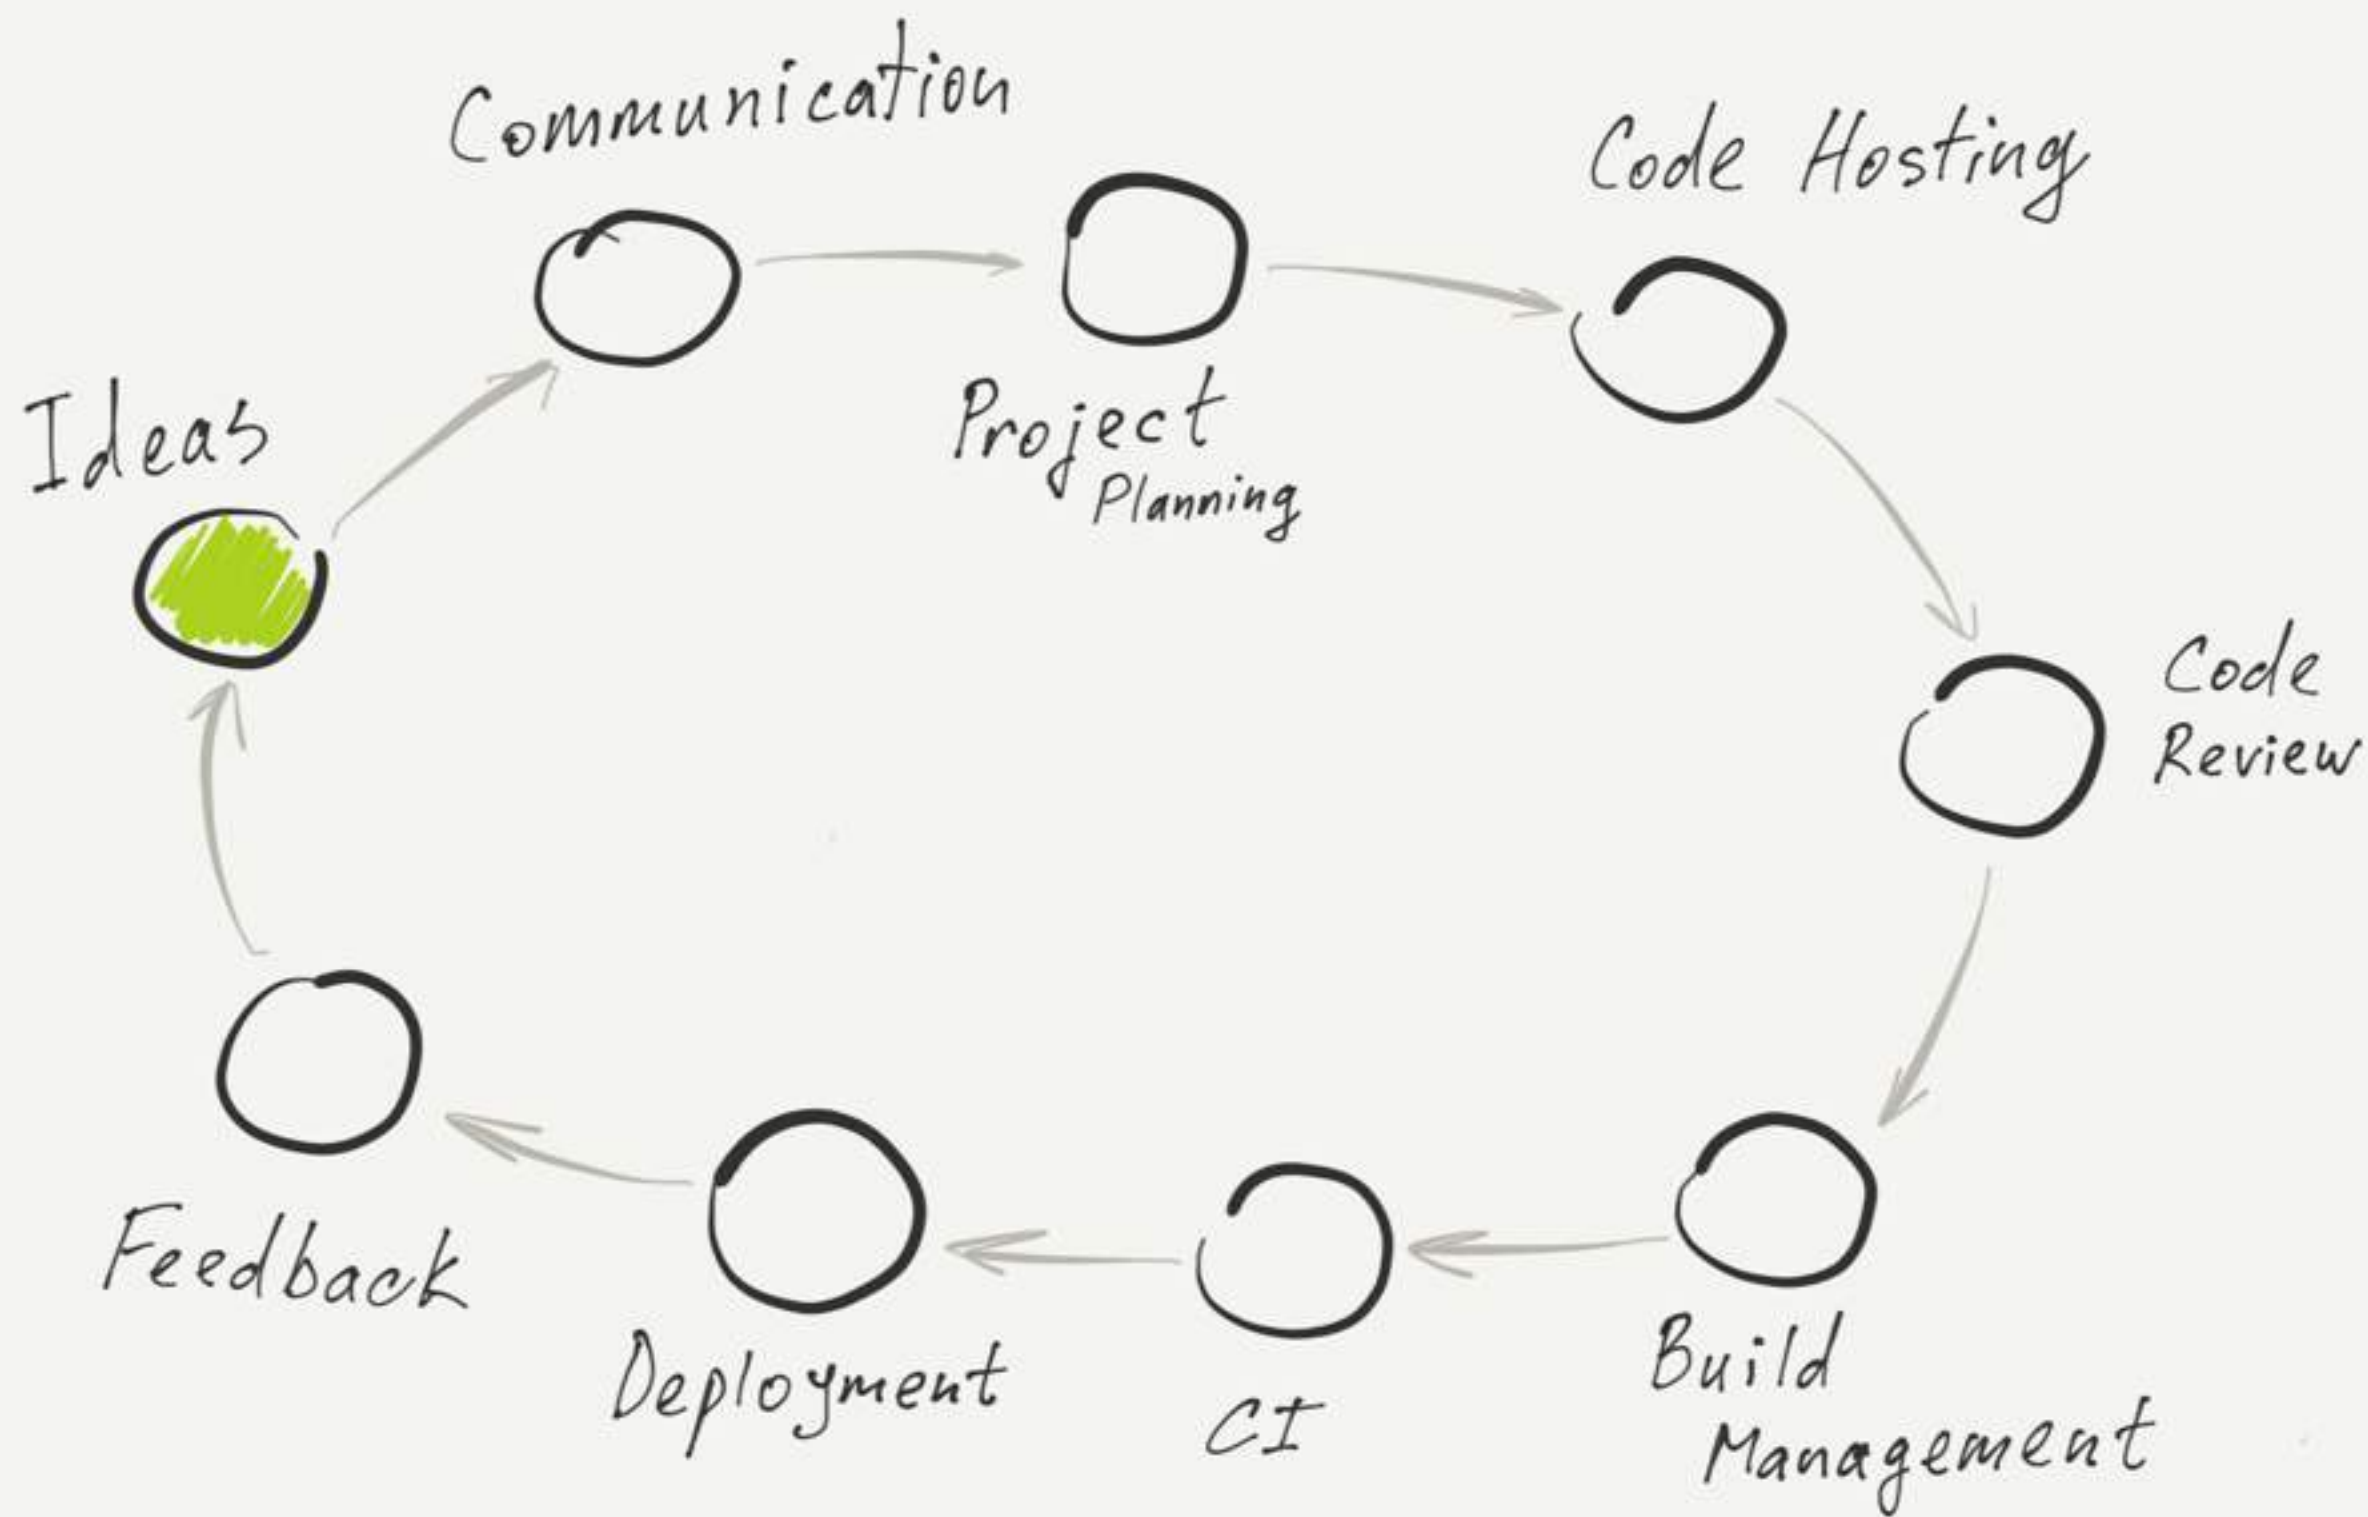 Communication
Code Hosting
Ideas
Project
Planning
Code
Review
Feedback
Deployment
CI
Build
Management